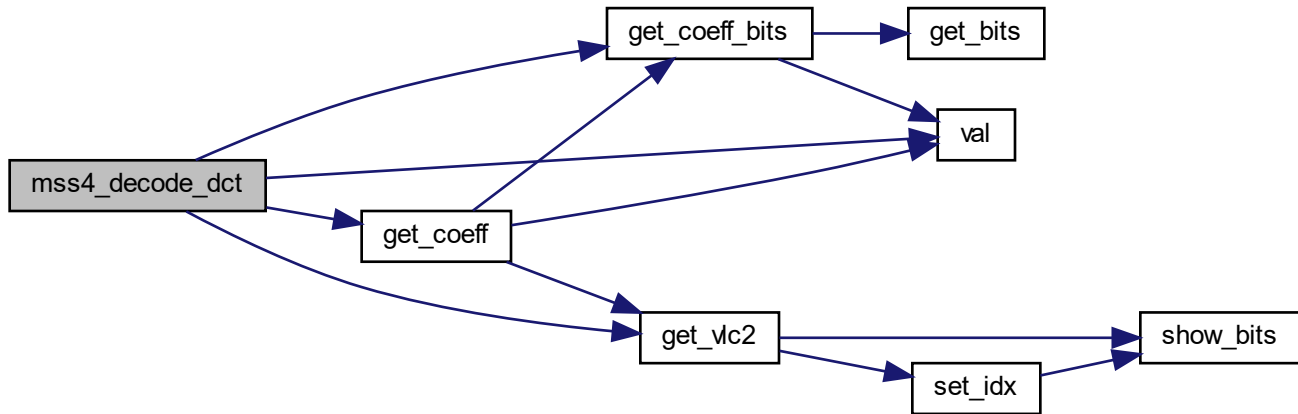 get_coeff_bits
get_bits
val
mss4_decode_dct
get_coeff
get_vlc2
show_bits
set_idx